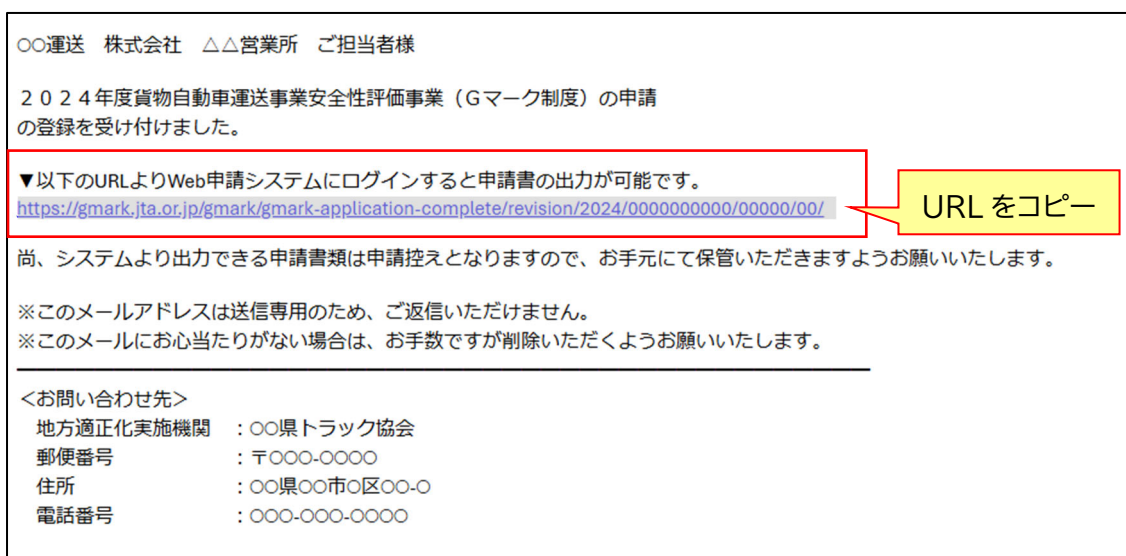 ○○運送　株式会社　△△営業所　ご担当者様
２０２４年度貨物自動車運送事業安全性評価事業（Gマーク制度）の申請
の登録を受け付けました。
▼以下のURLよりWeb申請システムにログインすると申請書の出力が可能です。
https://gmark.jta.or.jp/gmark/gmark-application-complete/revision/2024/0000000000/00000/00/
URL をコピー
尚、システムより出力できる申請書類は申請控えとなりますので、お手元にて保管いただきますようお願いいたします。
※このメールアドレスは送信専用のため、ご返信いただけません。
※このメールにお心当たりがない場合は、お手数ですが削除いただくようお願いいたします。
＜お問い合わせ先＞
地方適正化実施機関　：○○県トラック協会
郵便番号　：〒○○○-○○○○
住所　：○○県○○市○区○○-○
電話番号　：○○○-○○○-○○○○